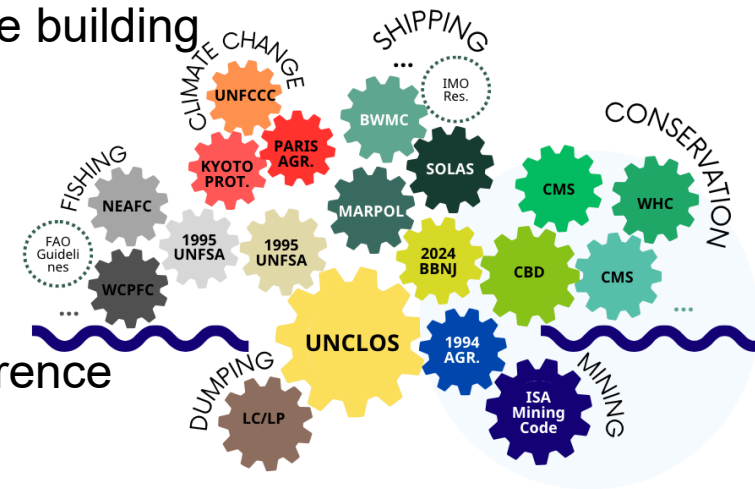 e building
CLIMATE CHANGE
SHIPPING
...
UNFCCC
IMO
Res.
BWMC
CONSERVATION
PARIS
AGR.
KYOTO
PROT.
SOLAS
FISHING
CMS
NEAFC
WHC
MARPOL
FAO
Guideli
nes
1995
UNFSA
1995
UNFSA
2024
BBNJ
CBD
CMS
WCPFC
...
...
UNCLOS
1994
AGR.
rence
DUMPING
MINING
LC/LP
ISA
Mining
Code